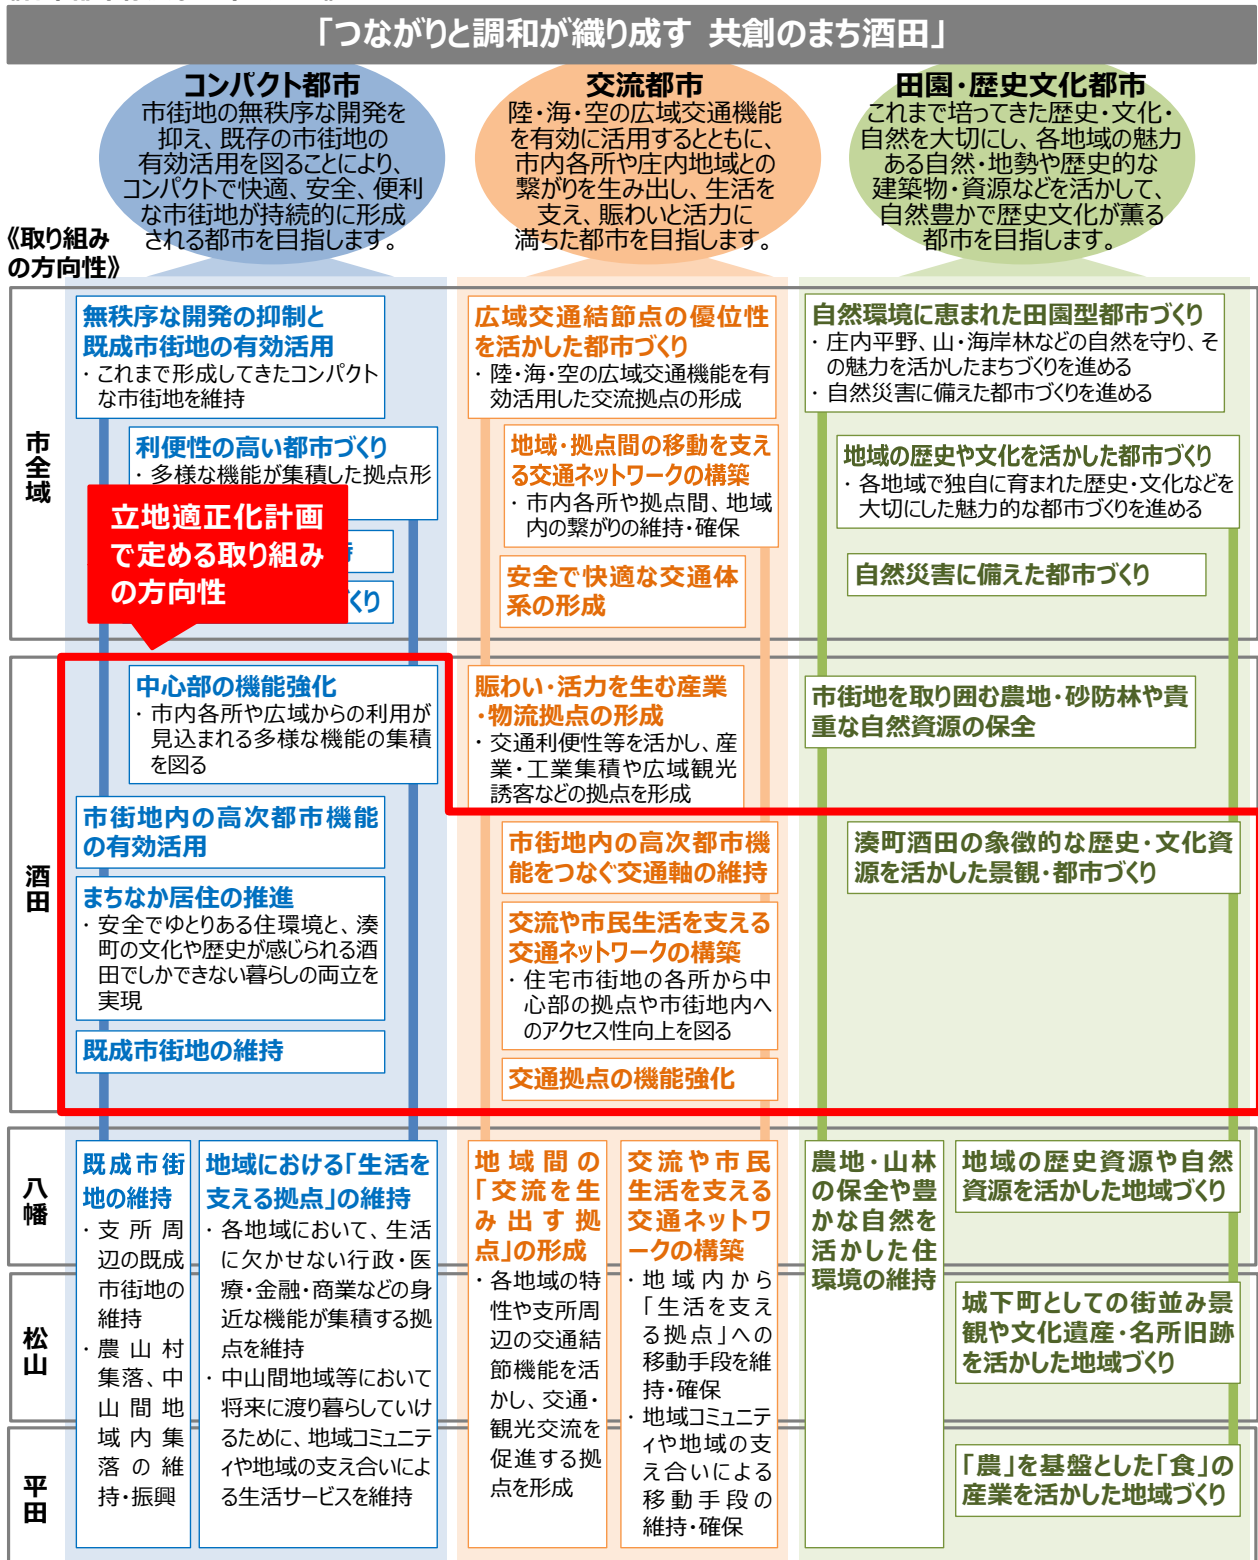 「つながりと調和が織り成す 共創のまち酒田」
コンパクト都市
市街地の無秩序な開発を
抑え、既存の市街地の
有効活用を図ることにより、
コンパクトで快適、安全、便利
な市街地が持続的に形成
される都市を目指します。
交流都市
陸・海・空の広域交通機能
を有効に活用するとともに、
市内各所や庄内地域との
繋がりを生み出し、生活を
支え、賑わいと活力に
満ちた都市を目指します。
田園・歴史文化都市
これまで培ってきた歴史・文化・
自然を大切にし、各地域の魅力
ある自然・地勢や歴史的な
建築物・資源などを活かして、
自然豊かで歴史文化が薫る
都市を目指します。
《取り組み
の方向性》
市全域
無秩序な開発の抑制と
既成市街地の有効活用
・これまで形成してきたコンパクト
な市街地を維持
利便性の高い都市づくり
・多様な機能が集積した拠点形
立地適正化計画
で定める取り組み
の方向性
づくり
広域交通結節点の優位性
を活かした都市づくり
・陸・海・空の広域交通機能を有
効活用した交流拠点の形成
地域・拠点間の移動を支え
る交通ネットワークの構築
・市内各所や拠点間、地域
内の繋がりの維持・確保
安全で快適な交通体
系の形成
自然環境に恵まれた田園型都市づくり
・庄内平野、山・海岸林などの自然を守り、そ
の魅力を活かしたまちづくりを進める
・自然災害に備えた都市づくりを進める
地域の歴史や文化を活かした都市づくり
・各地域で独自に育まれた歴史・文化などを
大切にした魅力的な都市づくりを進める
自然災害に備えた都市づくり
酒田
中心部の機能強化
・市内各所や広域からの利用が
見込まれる多様な機能の集積
を図る
市街地内の高次都市機能
の有効活用
まちなか居住の推進
・安全でゆとりある住環境と、湊
町の文化や歴史が感じられる酒
田でしかできない暮らしの両立を
実現
既成市街地の維持
賑わい・活力を生む産業
・物流拠点の形成
・交通利便性等を活かし、産
業・工業集積や広域観光
誘客などの拠点を形成
市街地内の高次都市機
能をつなぐ交通軸の維持
交流や市民生活を支える
交通ネットワークの構築
・住宅市街地の各所から中
心部の拠点や市街地内へ
のアクセス性向上を図る
交通拠点の機能強化
市街地を取り囲む農地・砂防林や貴
重な自然資源の保全
湊町酒田の象徴的な歴史・文化資
源を活かした景観・都市づくり
八幡
松山
平田
既成市街
地の維持
・支所周
辺の既成
市街地の
維持
・農山村
集落、中
山間地
域内集
落の維
持・振興
地域における「生活を
支える拠点」の維持
・各地域において、生活
に欠かせない行政・医
療・金融・商業などの身
近な機能が集積する拠
点を維持
・中山間地域等において
将来に渡り暮らしていけ
るために、地域コミュニテ
ィや地域の支え合いによ
る生活サービスを維持
地域間の
「交流を生
み出す拠
点」の形成
・各地域の特
性や支所周
辺の交通結
節機能を活
かし、交通・
観光交流を
促進する拠
点を形成
交流や市民
生活を支える
交通ネットワ
ークの構築
・地域内から
「生活を支え
る拠点」への
移動手段を維
持・確保
・地域コミュニテ
ィや地域の支
え合いによる
移動手段の
維持・確保
農地・山林
の保全や豊
かな自然を
活かした住
環境の維持
地域の歴史資源や自然
資源を活かした地域づくり
城下町としての街並み景
観や文化遺産・名所旧跡
を活かした地域づくり
「農」を基盤とした「食」の
産業を活かした地域づくり